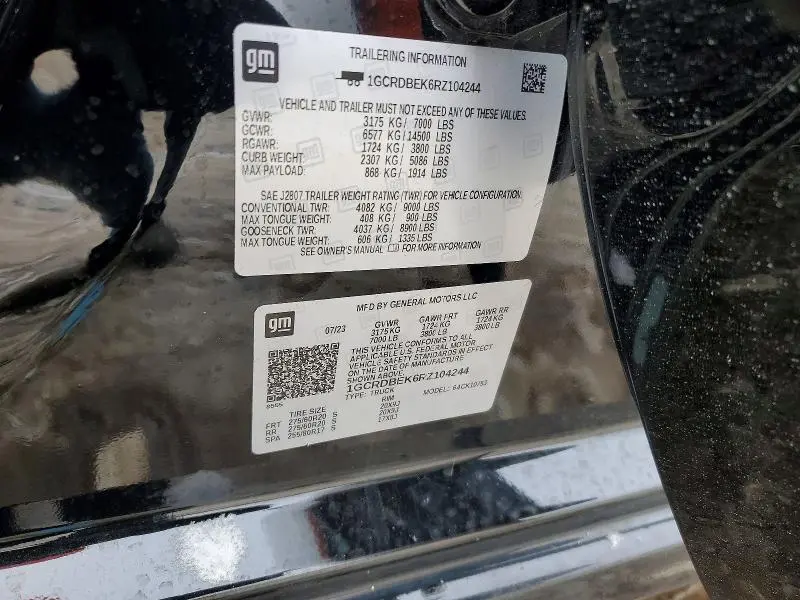 gm
TRAILERING INFORMATION
1GCRDBEK6RZ104244
VEHICLE AND TRAILER MUST NOT EXCEED ANY OF THESE VALUES.
GVWR: 3175 KG/ 7000 LBS
GCWR: 6577 KG/ 14500 LBS
RGAWR: 1724 KG/ 3800 LBS
CURB WEIGHT: 2307 KG/ 5086 LBS
MAX PAYLOAD: 868 KG/ 1914 LBS
SAE J2807 TRAILER WEIGHT RATING (TWR) FOR VEHICLE CONFIGURATION:
CONVENTIONAL TWR: 4082 KG/ 9000 LBS
MAX TONGUE WEIGHT: 408 KG/ 900 LBS
GOOSENECK TWR: 4037 KG/ 8900 LBS
MAX TONGUE WEIGHT: 606 KG/ 1335 LBS
SEE OWNER'S MANUAL FOR MORE INFORMATION
gm
MFD BY GENERAL MOTORS LLC
07/23 GVWR GAWR FRT GAWR RR
3175 KG 1724 KG 1724 KG
7000 LB 3800 LB 3800 LB
THIS VEHICLE CONFORMS TO ALL
APPLICABLE U.S. FEDERAL MOTOR
VEHICLE SAFETY STANDARDS IN EFFECT
ON THE DATE OF MANUFACTURE
SHOWN ABOVE.
1GCRDBEK6RZ104244
TYPE: TRUCK MODEL:
TIRE SIZE RIM
FRT 275/60R20 S 20X9J
RR 275/60R20 S 20X9J
SPA 255/80R17 S 17X8J